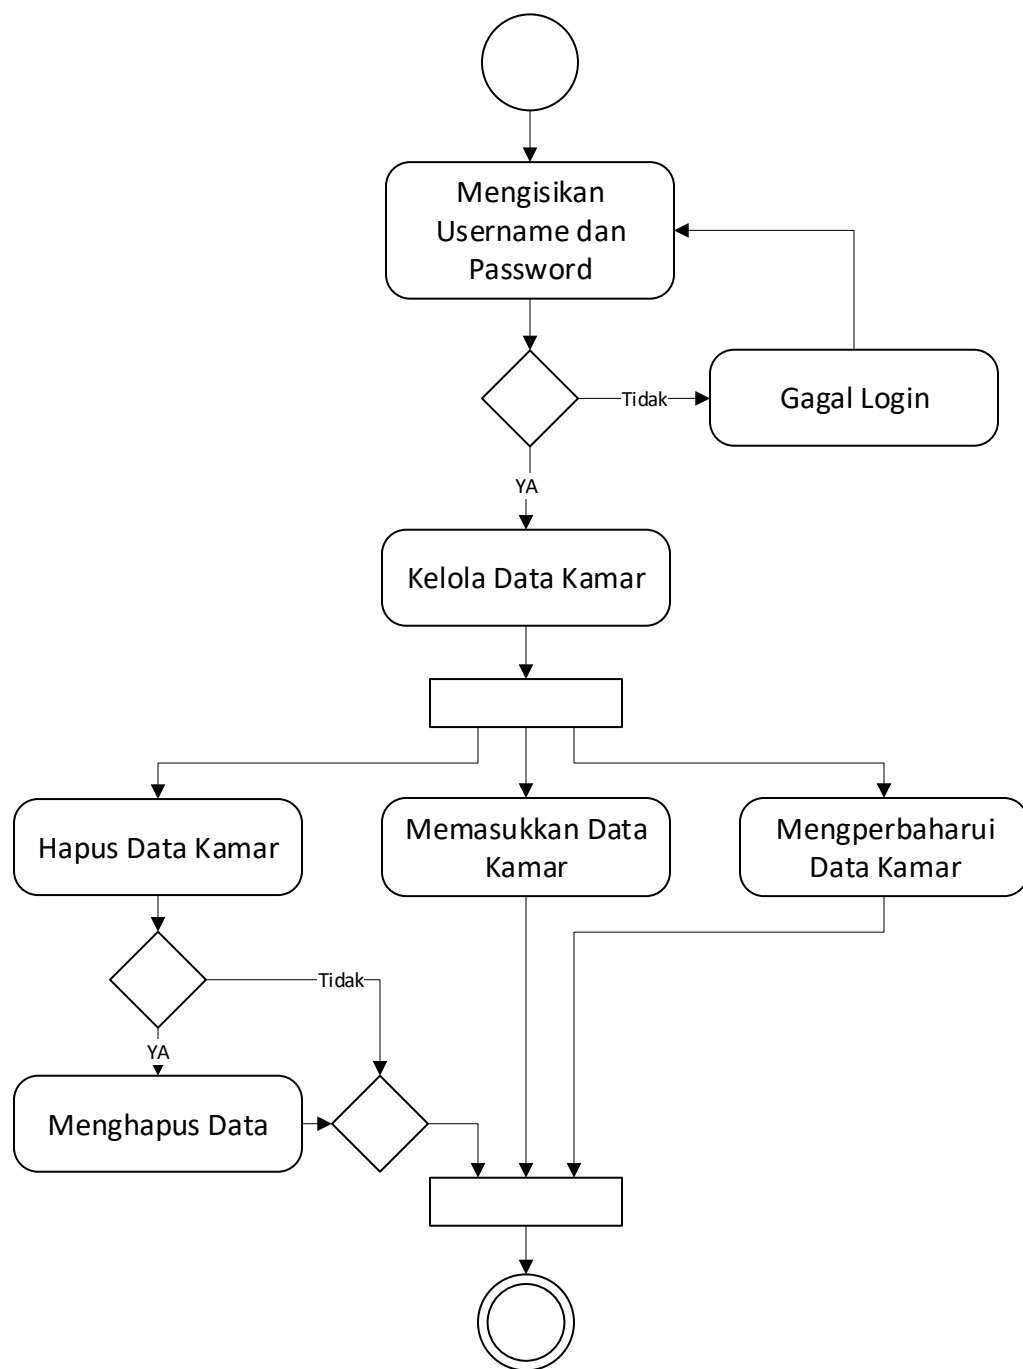 Mengisikan
Username dan
Password
Tidak
Gagal Login
YA
Kelola Data Kamar
Hapus Data Kamar
Memasukkan Data
Kamar
Mengperbaharui
Data Kamar
Tidak
YA
Menghapus Data